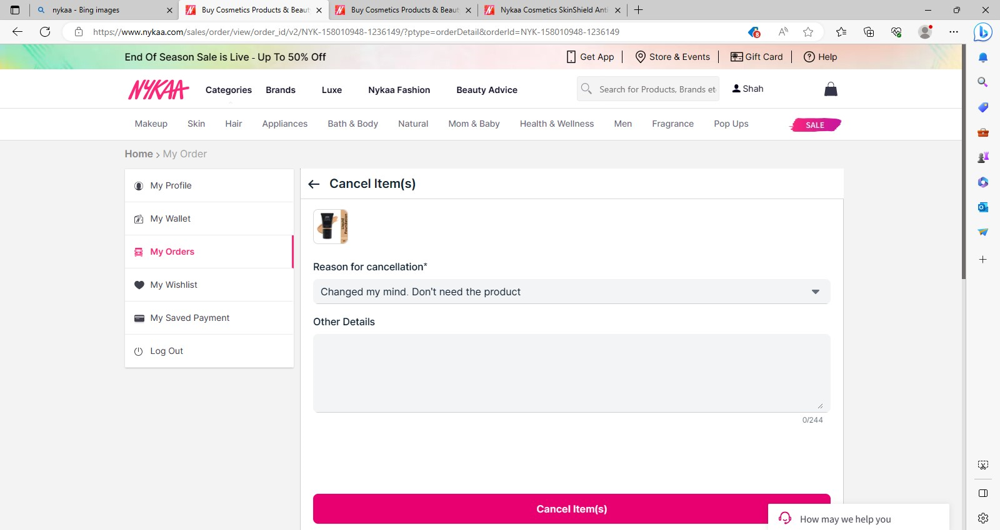 nykaa - Bing images
Buy Cosmetics Products & Beaut
Buy Cosmetics Products & Beaut
Nykaa Cosmetics SkinShield Anti
https://www.nykaa.com/sales/order/view/order_id/v2/NYK-158010948-1236149/?ptype=orderDetail&orderId=NYK-158010948-1236149
8
End Of Season Sale is Live - Up To 50% Off
Get App
Store & Events
Gift Card
Help
NYKAA
Categories
Brands
Luxe
Nykaa Fashion
Beauty Advice
Search for Products, Brands et
Shah
Makeup
Skin
Hair
Appliances
Bath & Body
Natural
Mom & Baby
Health & Wellness
Men
Fragrance
Pop Ups
SALE
Home > My Order
My Profile
My Wallet
My Orders
My Wishlist
My Saved Payment
Log Out
Cancel Item(s)
Liquid
Foundation
Reason for cancellation*
Changed my mind. Don't need the product
Other Details
0/244
Cancel Item(s)
How may we help you